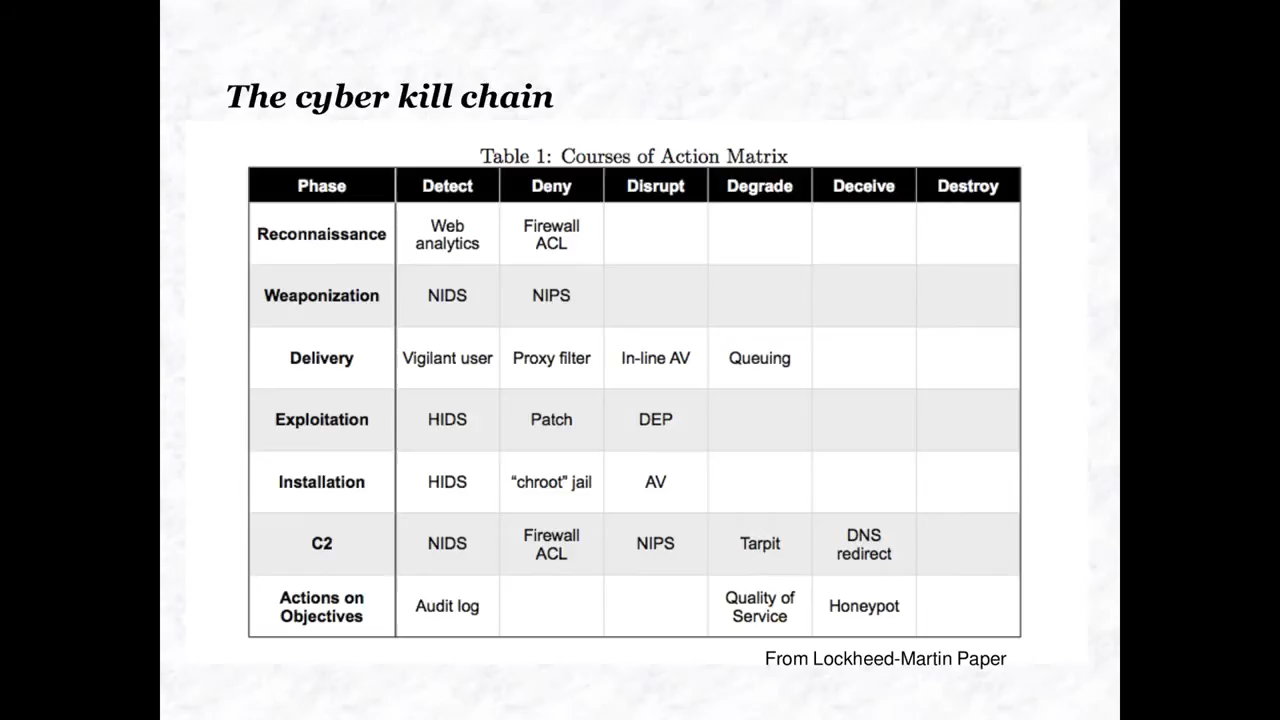 The cyber kill chain
Table 1: Courses of Action Matrix
Phase Detect Deny Disrupt Degrade Deceive Destroy
Reconnaissance Web analytics Firewall ACL
Weaponization NIDS NIPS
Delivery Vigilant user Proxy filter In-line AV Queuing
Exploitation HIDS Patch DEP
Installation HIDS “chroot” jail AV
C2 NIDS Firewall ACL NIPS Tarpit DNS redirect
Actions on Objectives Audit log Quality of Service Honeypot
From Lockheed-Martin Paper